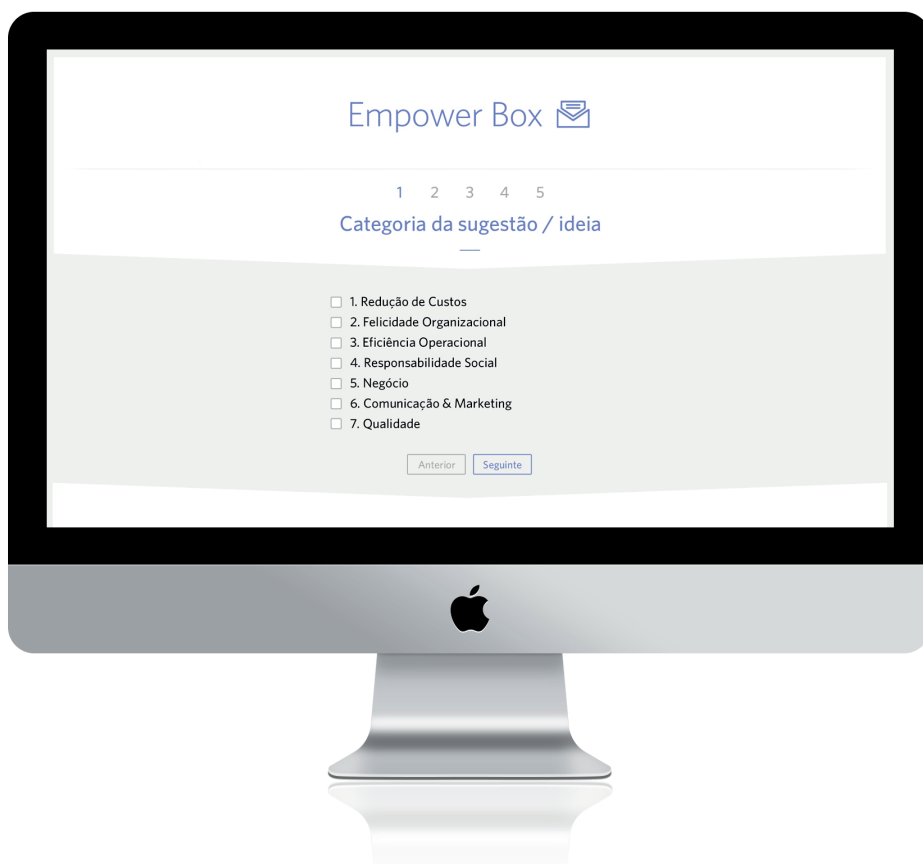 Empower Box
1 2 3 4 5
Categoria da sugestão / ideia
1. Redução de Custos
2. Felicidade Organizacional
3. Eficiência Operacional
4. Responsabilidade Social
5. Negócio
6. Comunicação & Marketing
7. Qualidade
Anterior Seguinte